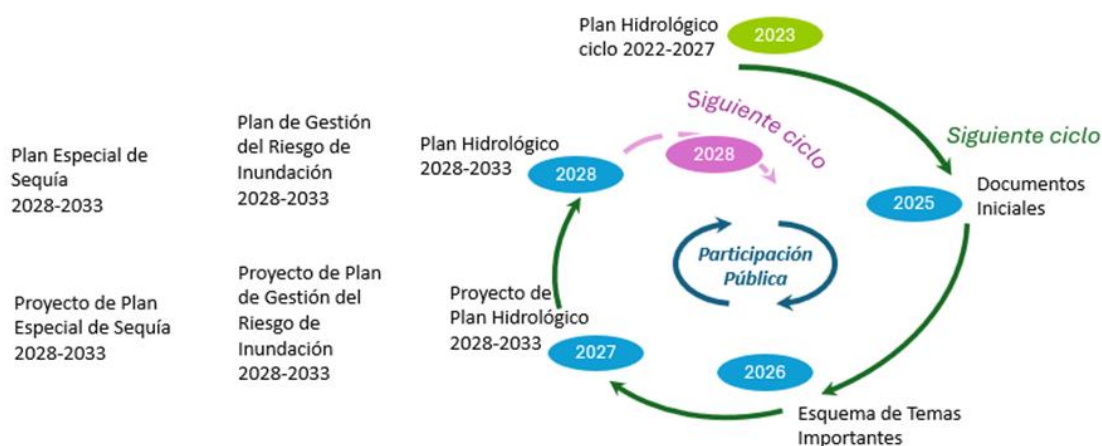 Plan Hidrológico
ciclo 2022-2027
2023
Siguiente ciclo
Siguiente ciclo
2028
Plan Especial de
Sequía
2028-2033
Plan de Gestión
del Riesgo de
Inundación
2028-2033
Plan Hidrológico
2028-2033
2028
2025
Documentos
Iniciales
Participación
Pública
Proyecto de Plan
Especial de Sequía
2028-2033
Proyecto de Plan
de Gestión del
Riesgo de
Inundación
2028-2033
Proyecto de
Plan Hidrológico
2028-2033
2027
2026
Esquema de Temas
Importantes